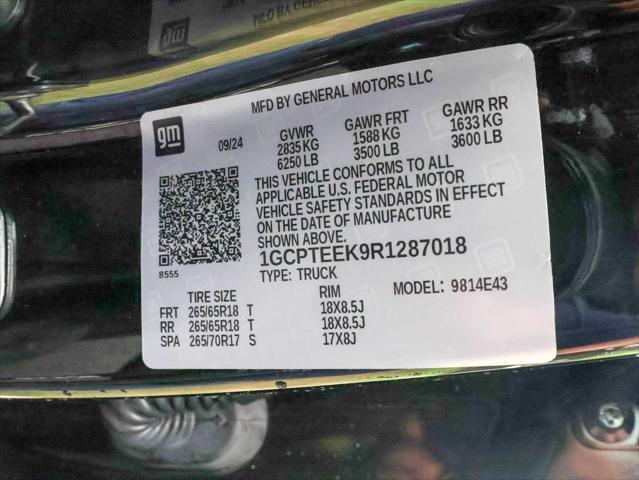 MFD BY GENERAL MOTORS LLC
gm
09/24
GVWR GAWR FRT GAWR RR
2835 KG 1588 KG 1633 KG
6250 LB 3500 LB 3600 LB
THIS VEHICLE CONFORMS TO ALL
APPLICABLE U.S. FEDERAL MOTOR
VEHICLE SAFETY STANDARDS IN EFFECT
ON THE DATE OF MANUFACTURE
SHOWN ABOVE.
8555
1GCPTEEK9R1287018
TYPE: TRUCK
MODEL: 9814E43
TIRE SIZE RIM
FRT 265/65R18 T 18X8.5J
RR 265/65R18 T 18X8.5J
SPA 265/70R17 S 17X8J